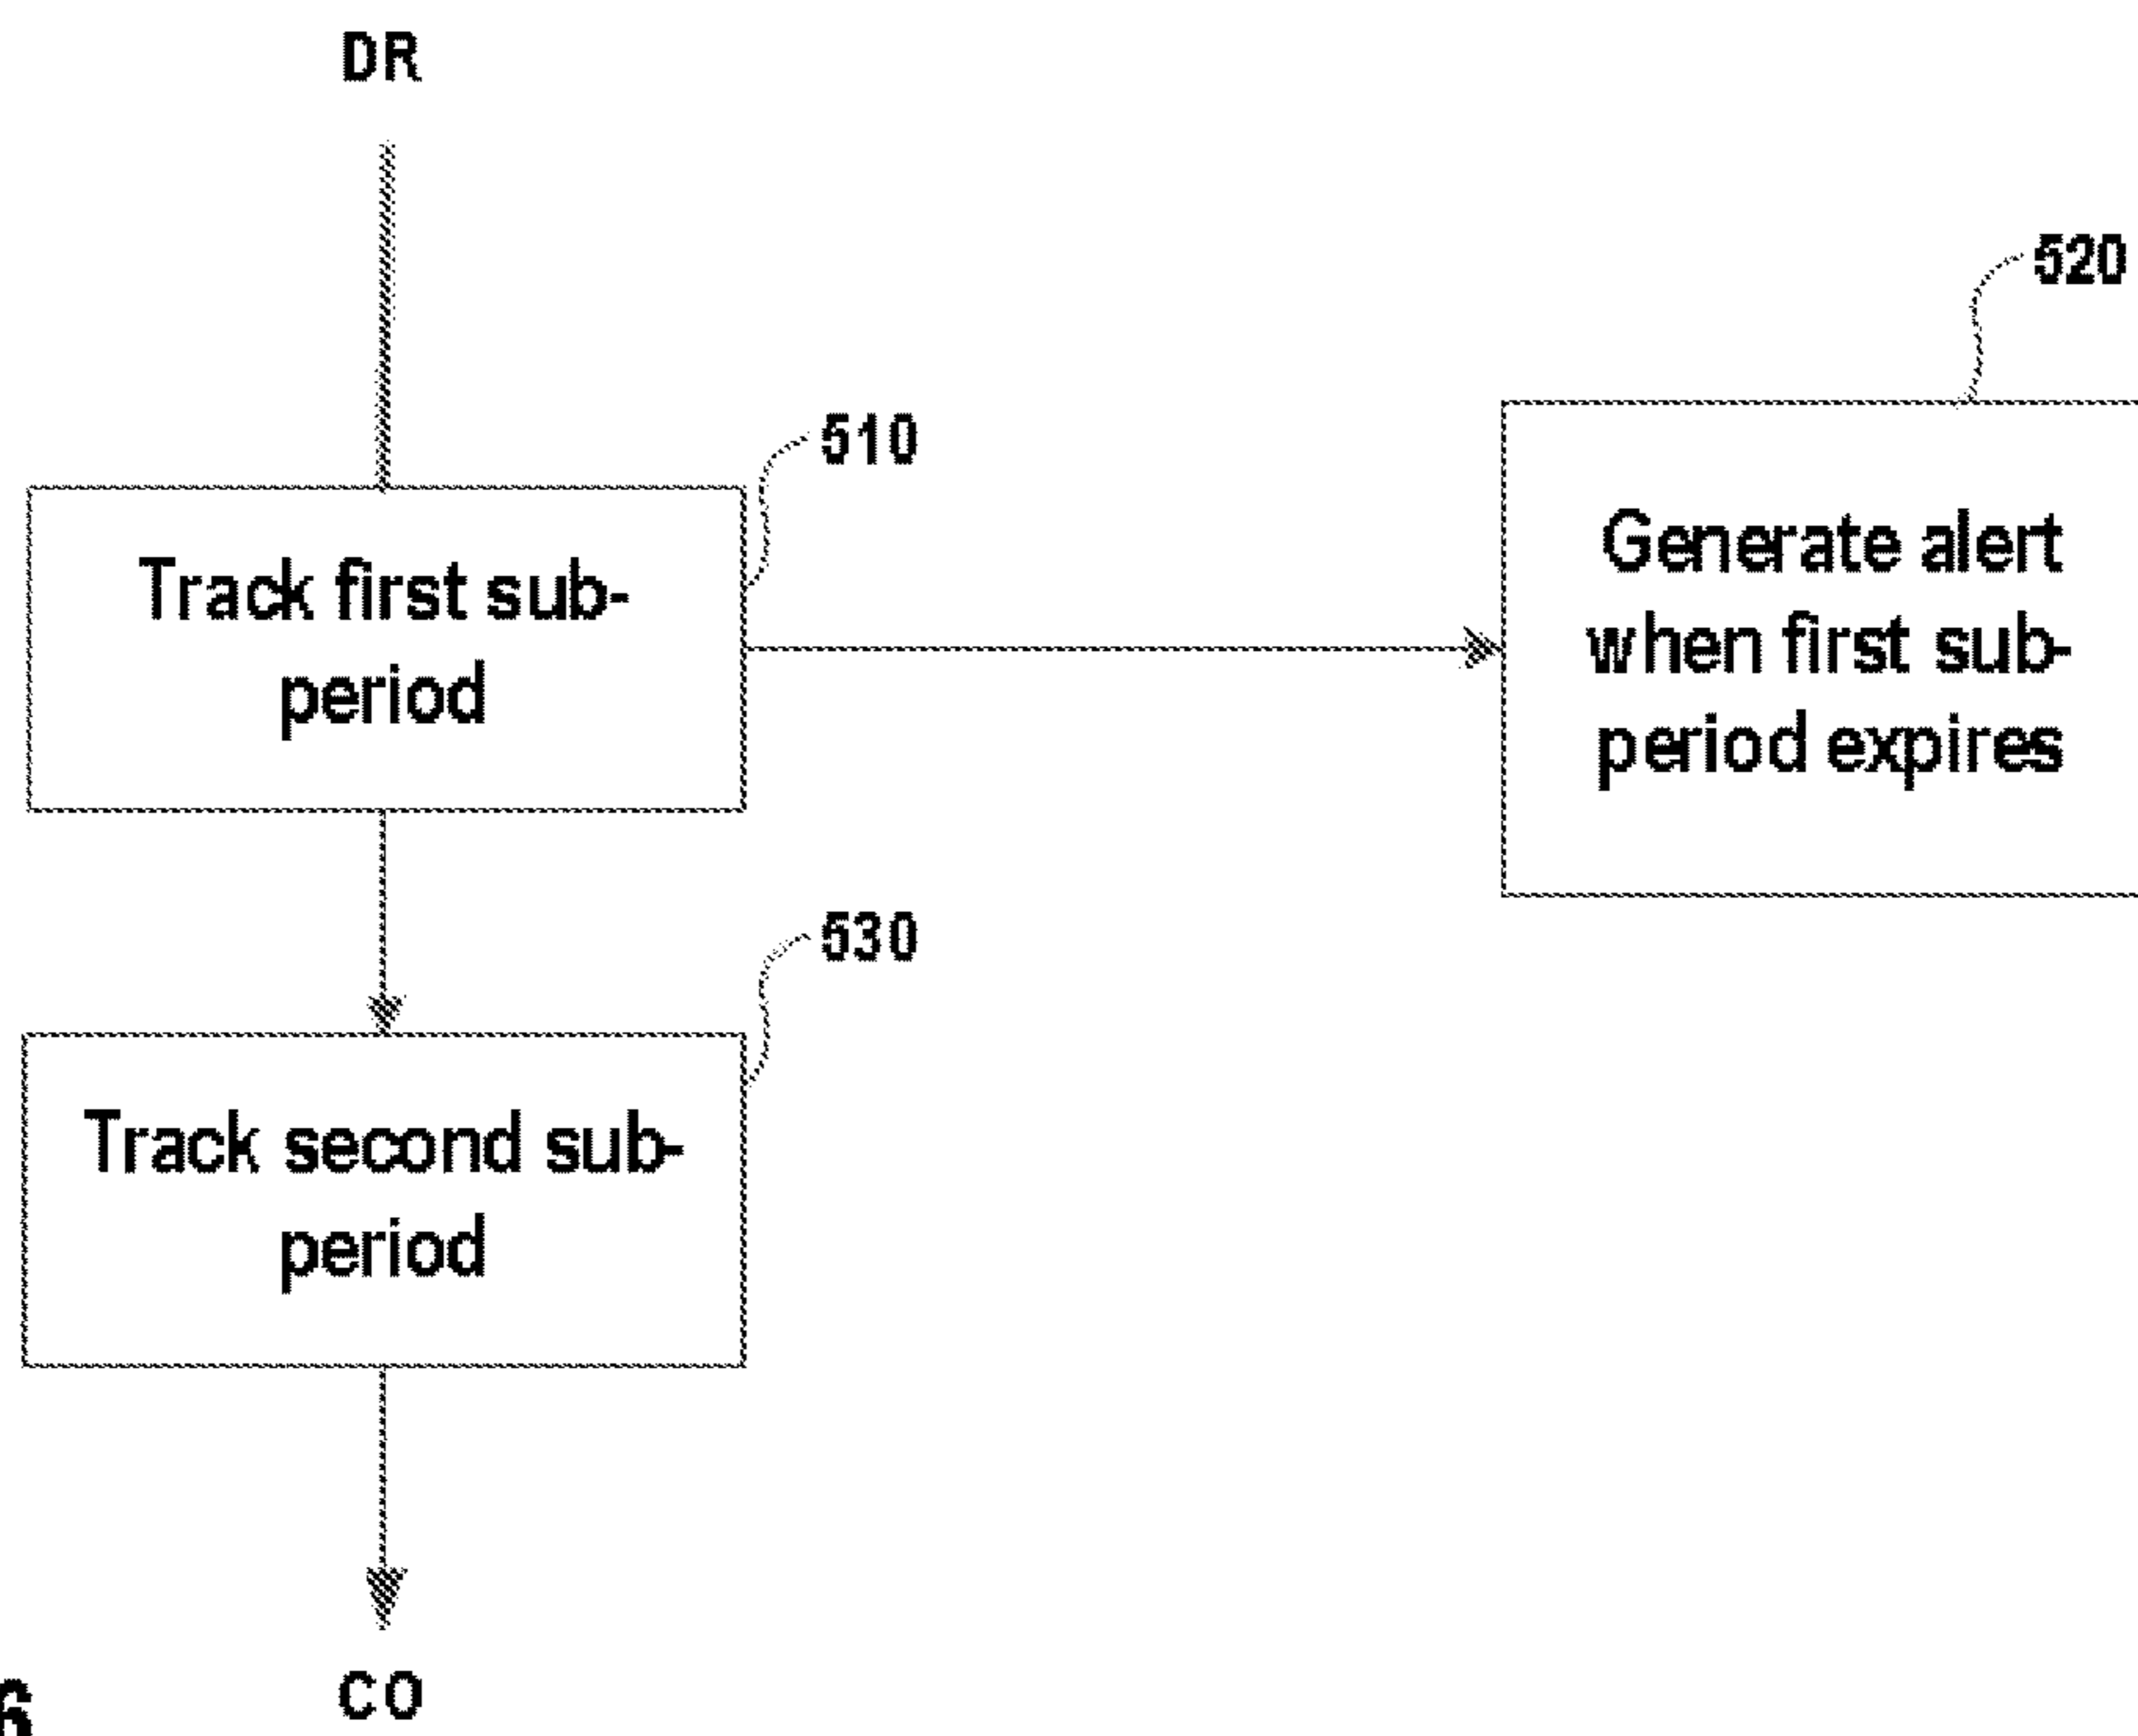 DR
520
510
Generate alert
when first sub-
period expires
Track first sub-
period
530
Track second sub-
period
CO
6